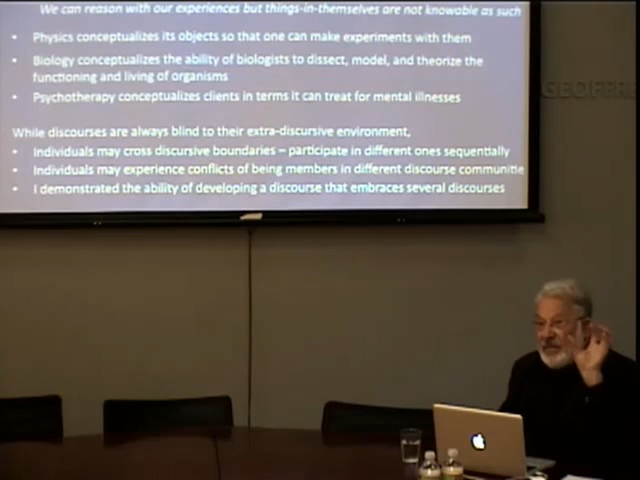 We can reason with our experiences but things-in-themselves are not knowable as such
• Physics conceptualizes its objects so that one can make experiments with them
• Biology conceptualizes the ability of biologists to dissect, model, and theorize the
functioning and living of organisms
• Psychotherapy conceptualizes clients in terms it can treat for mental illnesses
While discourses are always blind to their extra-discursive environment,
• Individuals may cross discursive boundaries – participate in different ones sequentially
• Individuals may experience conflicts of being members in different discourse communitie
• I demonstrated the ability of developing a discourse that embraces several discourses
GEOFFRE